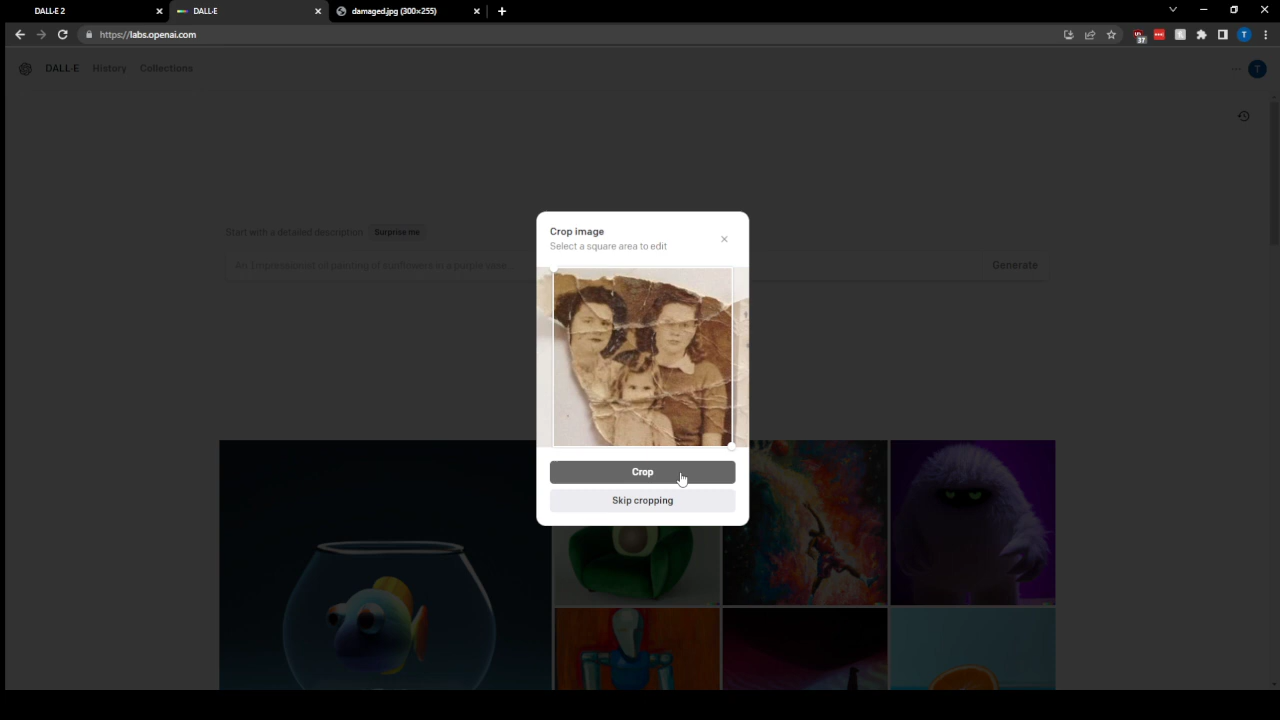 DALL·E 2
DALL·E
damaged.jpg (300×255)
https://labs.openai.com
37
T
DALL·E
History
Collections
T
Start with a detailed description
Surprise me
An Impressionist oil painting of sunflowers in a purple vase…
Generate
Crop image
Select a square area to edit
Crop
Skip cropping